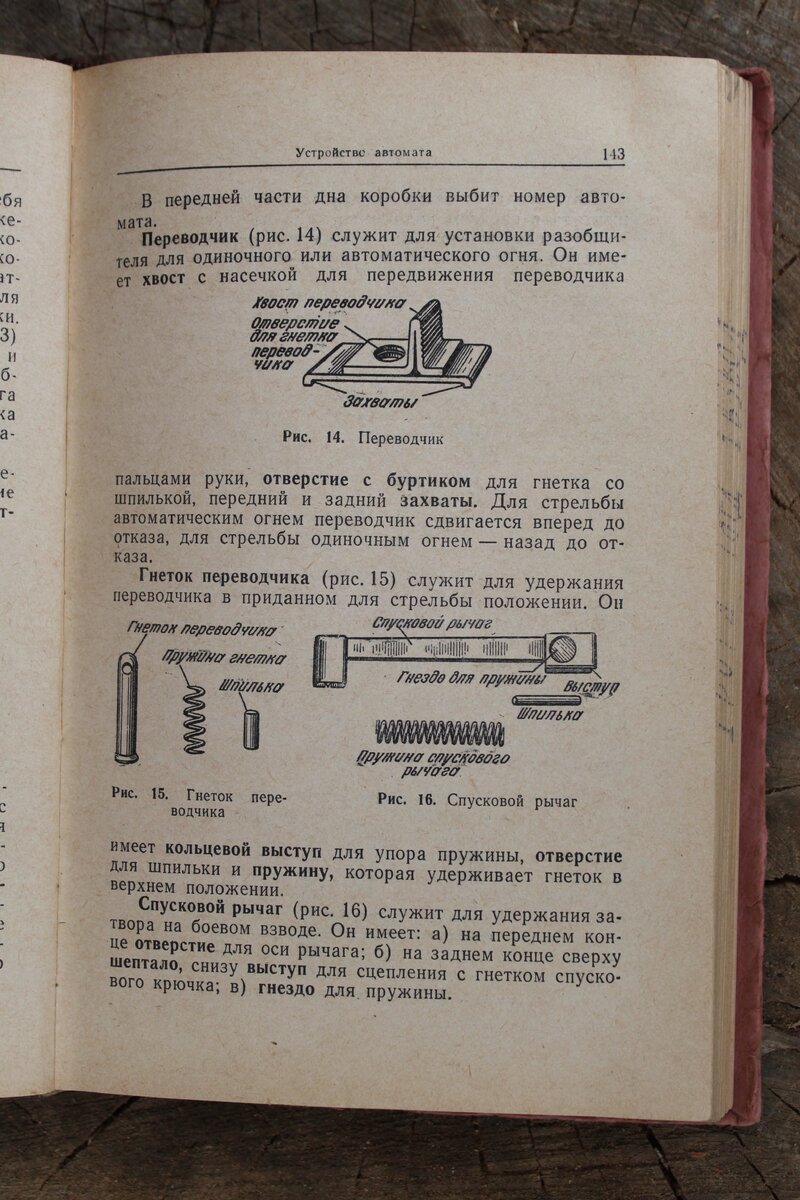 Устройство автомата 143
В передней части дна коробки выбит номер авто-
мата.
Переводчик (рис. 14) служит для установки разобщи-
теля для одиночного или автоматического огня. Он име-
ет хвост с насечкой для передвижения переводчика
Хвост переводчика
Отверстие
для гнетка
перевод-
чика
Захваты
Рис. 14. Переводчик
пальцами руки, отверстие с буртиком для гнетка со
шпилькой, передний и задний захваты. Для стрельбы
автоматическим огнем переводчик сдвигается вперед до
отказа, для стрельбы одиночным огнем — назад до от-
каза.
Гнеток переводчика (рис. 15) служит для удержания
переводчика в приданном для стрельбы положении. Он
Гнеток переводчика
Пружина гнетка
Шпилька
Рис. 15. Гнеток пере-
водчика
Спусковой рычаг
Гнездо для пружины
Выступ
Шпилька
Пружина спускового
рычага
Рис. 16. Спусковой рычаг
имеет кольцевой выступ для упора пружины, отверстие
для шпильки и пружину, которая удерживает гнеток в
верхнем положении.
Спусковой рычаг (рис. 16) служит для удержания за-
твора на боевом взводе. Он имеет: а) на переднем кон-
це отверстие для оси рычага; б) на заднем конце сверху
шептало, снизу выступ для сцепления с гнетком спуско-
вого крючка; в) гнездо для пружины.